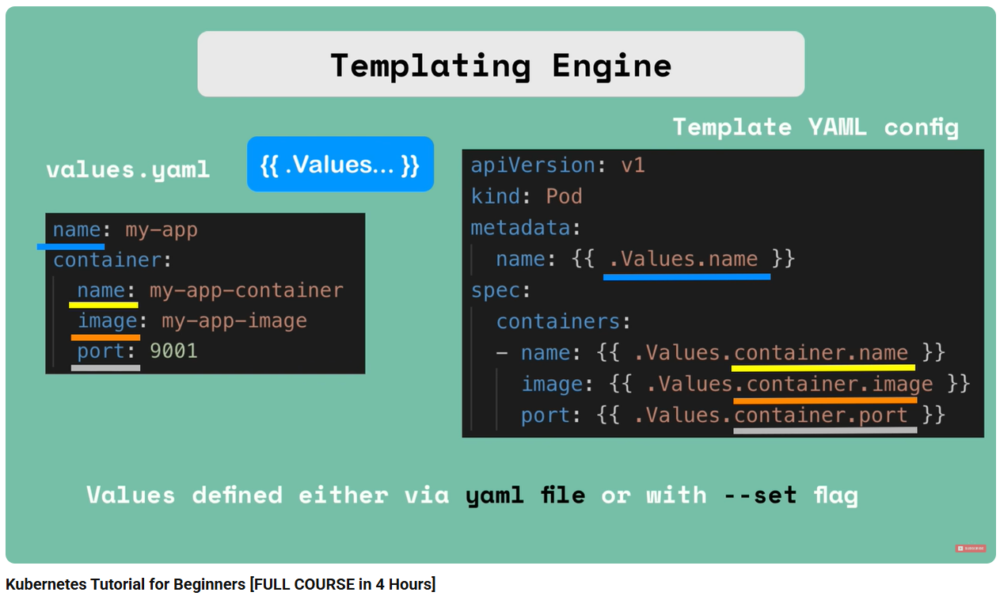 Templating Engine
Template YAML config
values.yaml
{{ .Values... }}
name: my-app
container:
name: my-app-container
image: my-app-image
port: 9001
apiVersion: v1
kind: Pod
metadata:
name: {{ .Values.name }}
spec:
containers:
- name: {{ .Values.container.name }}
image: {{ .Values.container.image }}
port: {{ .Values.container.port }}
Values defined either via yaml file or with --set flag
SUBSCRIBE
Kubernetes Tutorial for Beginners [FULL COURSE in 4 Hours]